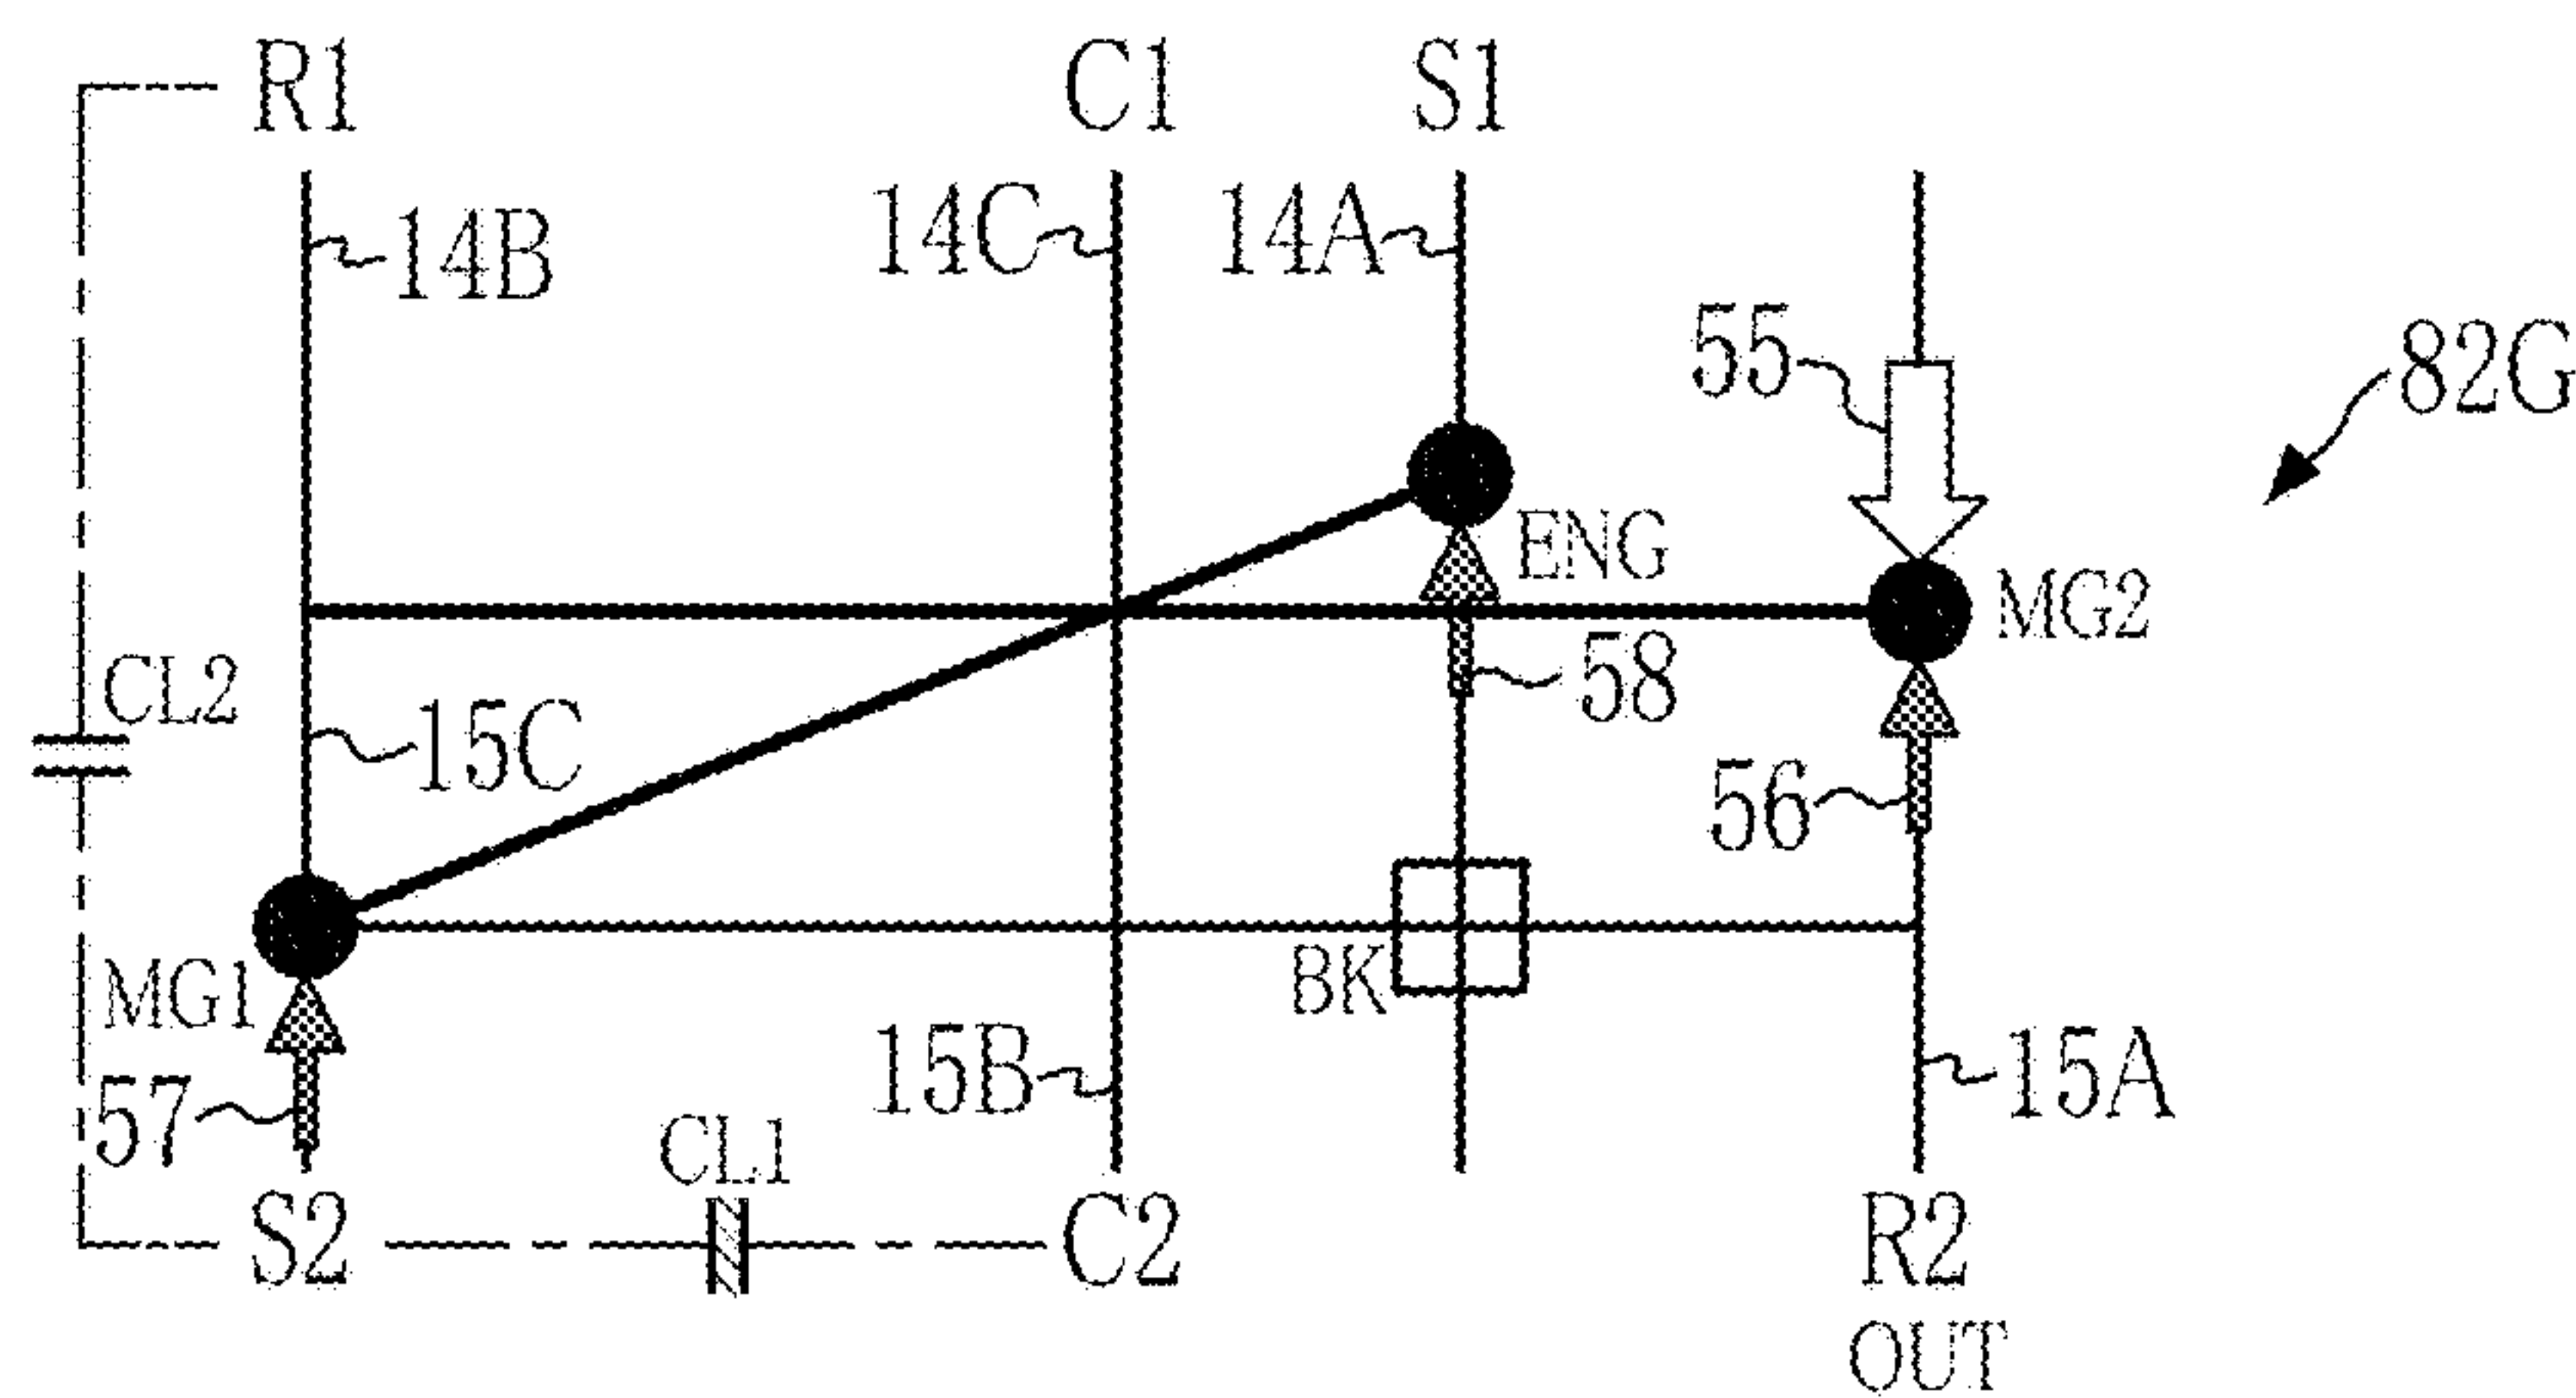 R1 C1 S1
14B 14C 14A
55
82G
ENG
MG2
58
CL2
15C
56
BK
MG1
15B
15A
57
CL1
S2 C2 R2
OUT